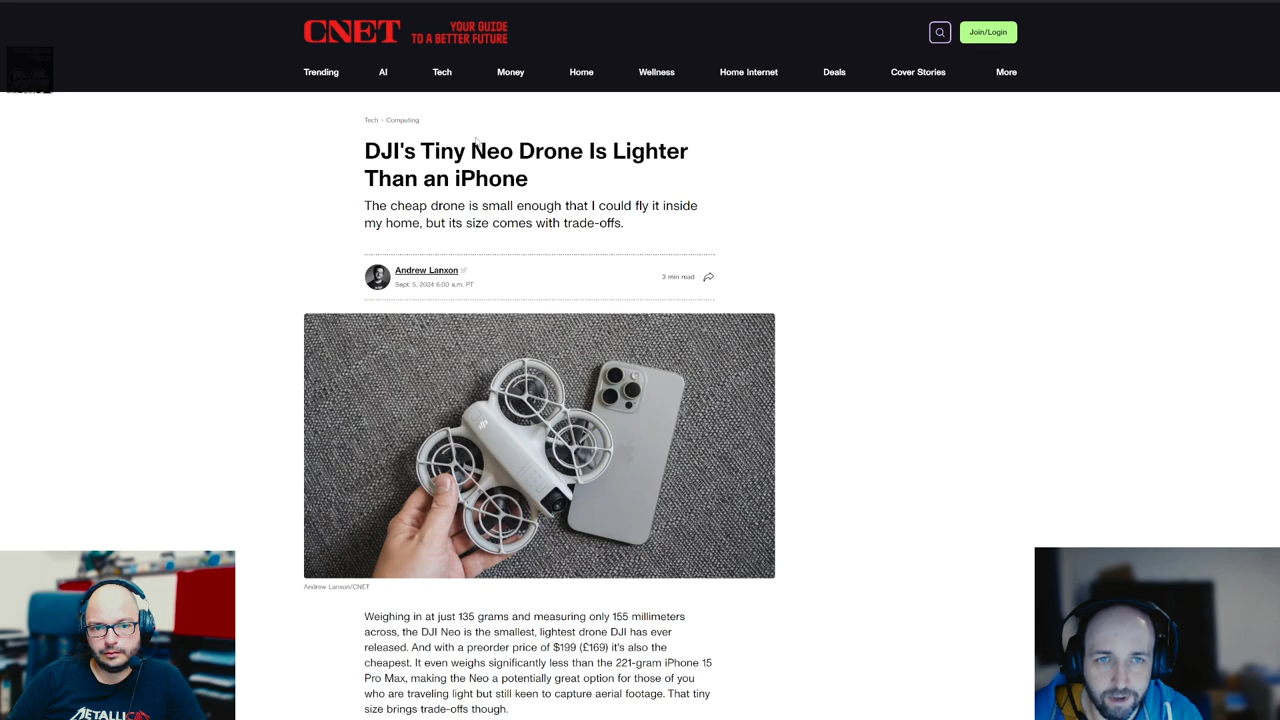 CNET
YOUR GUIDE
TO A BETTER FUTURE
Join/Login
Trending AI Tech Money Home Wellness Home Internet Deals Cover Stories More
Tech > Computing
DJI's Tiny Neo Drone Is Lighter
Than an iPhone
The cheap drone is small enough that I could fly it inside
my home, but its size comes with trade-offs.
Andrew Lanxon
Sept. 5, 2024 6:00 a.m. PT
3 min read
dji
Andrew Lanxon/CNET
Weighing in at just 135 grams and measuring only 155 millimeters
across, the DJI Neo is the smallest, lightest drone DJI has ever
released. And with a preorder price of $199 (£169) it's also the
cheapest. It even weighs significantly less than the 221-gram iPhone 15
Pro Max, making the Neo a potentially great option for those of you
who are traveling light but still keen to capture aerial footage. That tiny
size brings trade-offs though.
METALLICA